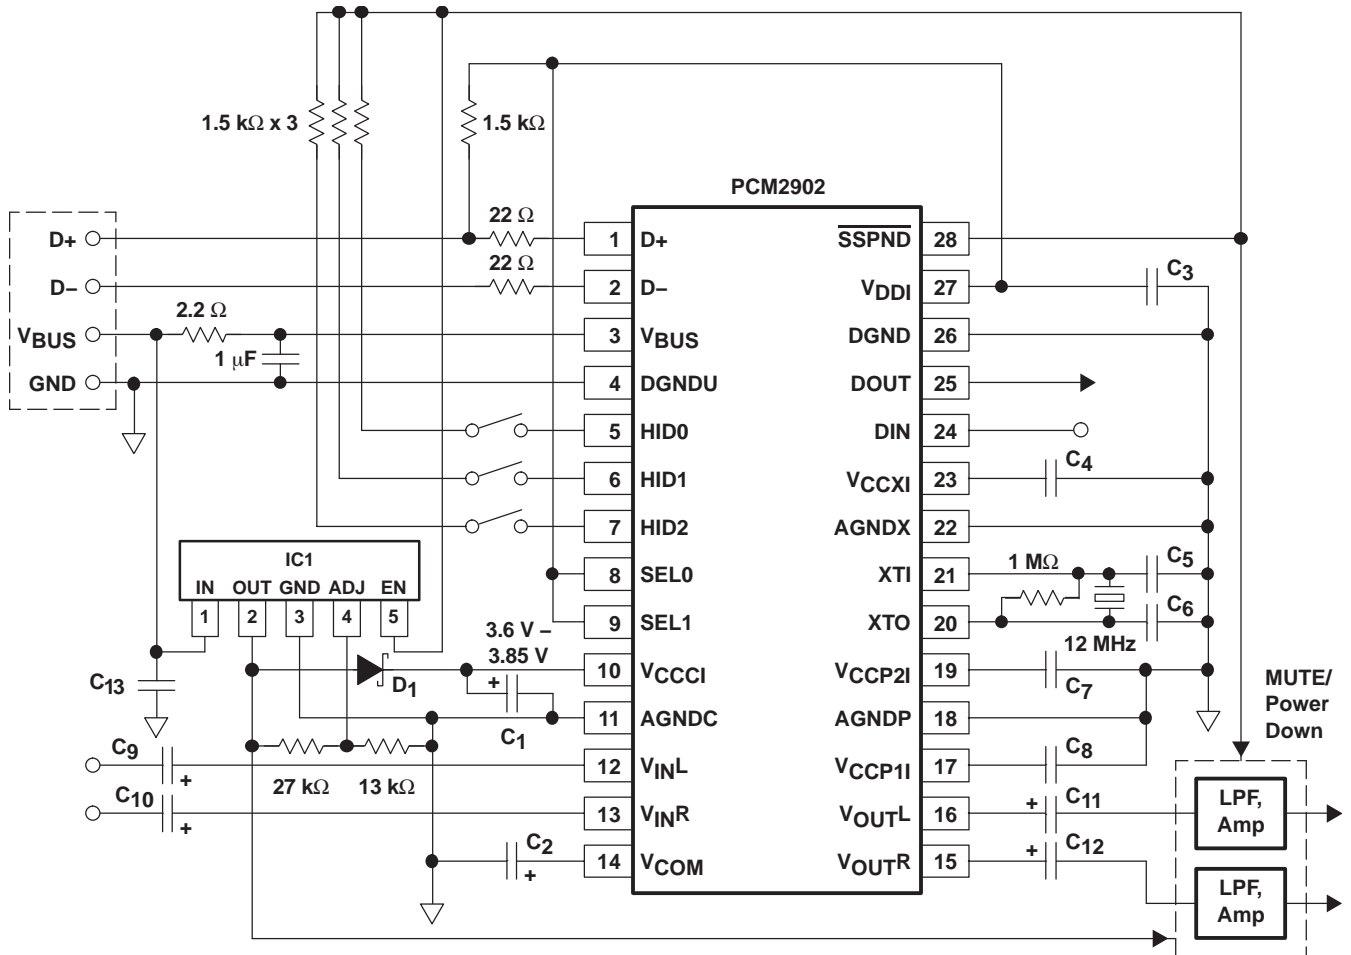 1.5 kΩ x 3
1.5 kΩ
PCM2902
22 Ω
22 Ω
2.2 Ω
1 μF
D+
D–
VBUS
GND
1 D+
2 D–
3 VBUS
4 DGNDU
5 HID0
6 HID1
7 HID2
8 SEL0
9 SEL1
10 VCCCI
11 AGNDC
12 VINL
13 VINR
14 VCOM
SSPND 28
VDDI 27
DGND 26
DOUT 25
DIN 24
VCCXI 23
AGNDX 22
XTI 21
XTO 20
VCCP2I 19
AGNDP 18
VCCP1I 17
VOUTL 16
VOUTR 15
IC1
IN OUT GND ADJ EN
1 2 3 4 5
3.6 V –
3.85 V
+
D1
C1
C13
27 kΩ 13 kΩ
C9
+
C10
+
C2
+
C3
C4
1 MΩ
C5
C6
12 MHz
C7
C8
+ C11
+ C12
MUTE/
Power
Down
LPF,
Amp
LPF,
Amp